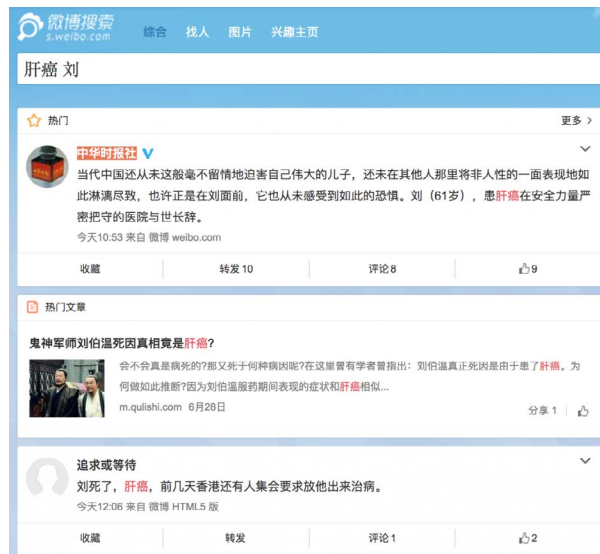 微博搜索
s.weibo.com
综合 找人 图片 兴趣主页
肝癌 刘
热门 更多
中华时报社
当代中国还从未这般毫不留情地迫害自己伟大的儿子，还未在其他人那里将非人性的一面表现地如
此淋漓尽致，也许正是在刘面前，它也从未感受到如此的恐惧。刘（61岁），患肝癌在安全力量严
密把守的医院与世长辞。
今天10:53 来自 微博 weibo.com
收藏 转发 10 评论 8 9
热门文章
鬼神军师刘伯温死因真相竟是肝癌?
会不会真是病死的?那又死于何种病因呢?在这里曾有学者曾指出：刘伯温真正死因是由于患了肝癌。为
何做如此推断?因为刘伯温服药期间表现的症状和肝癌相似...
m.qulishi.com 6月28日
分享 1
追求或等待
刘死了，肝癌，前几天香港还有人集会要求放他出来治病。
今天12:06 来自 微博 HTML5 版
收藏 转发 评论 1 2